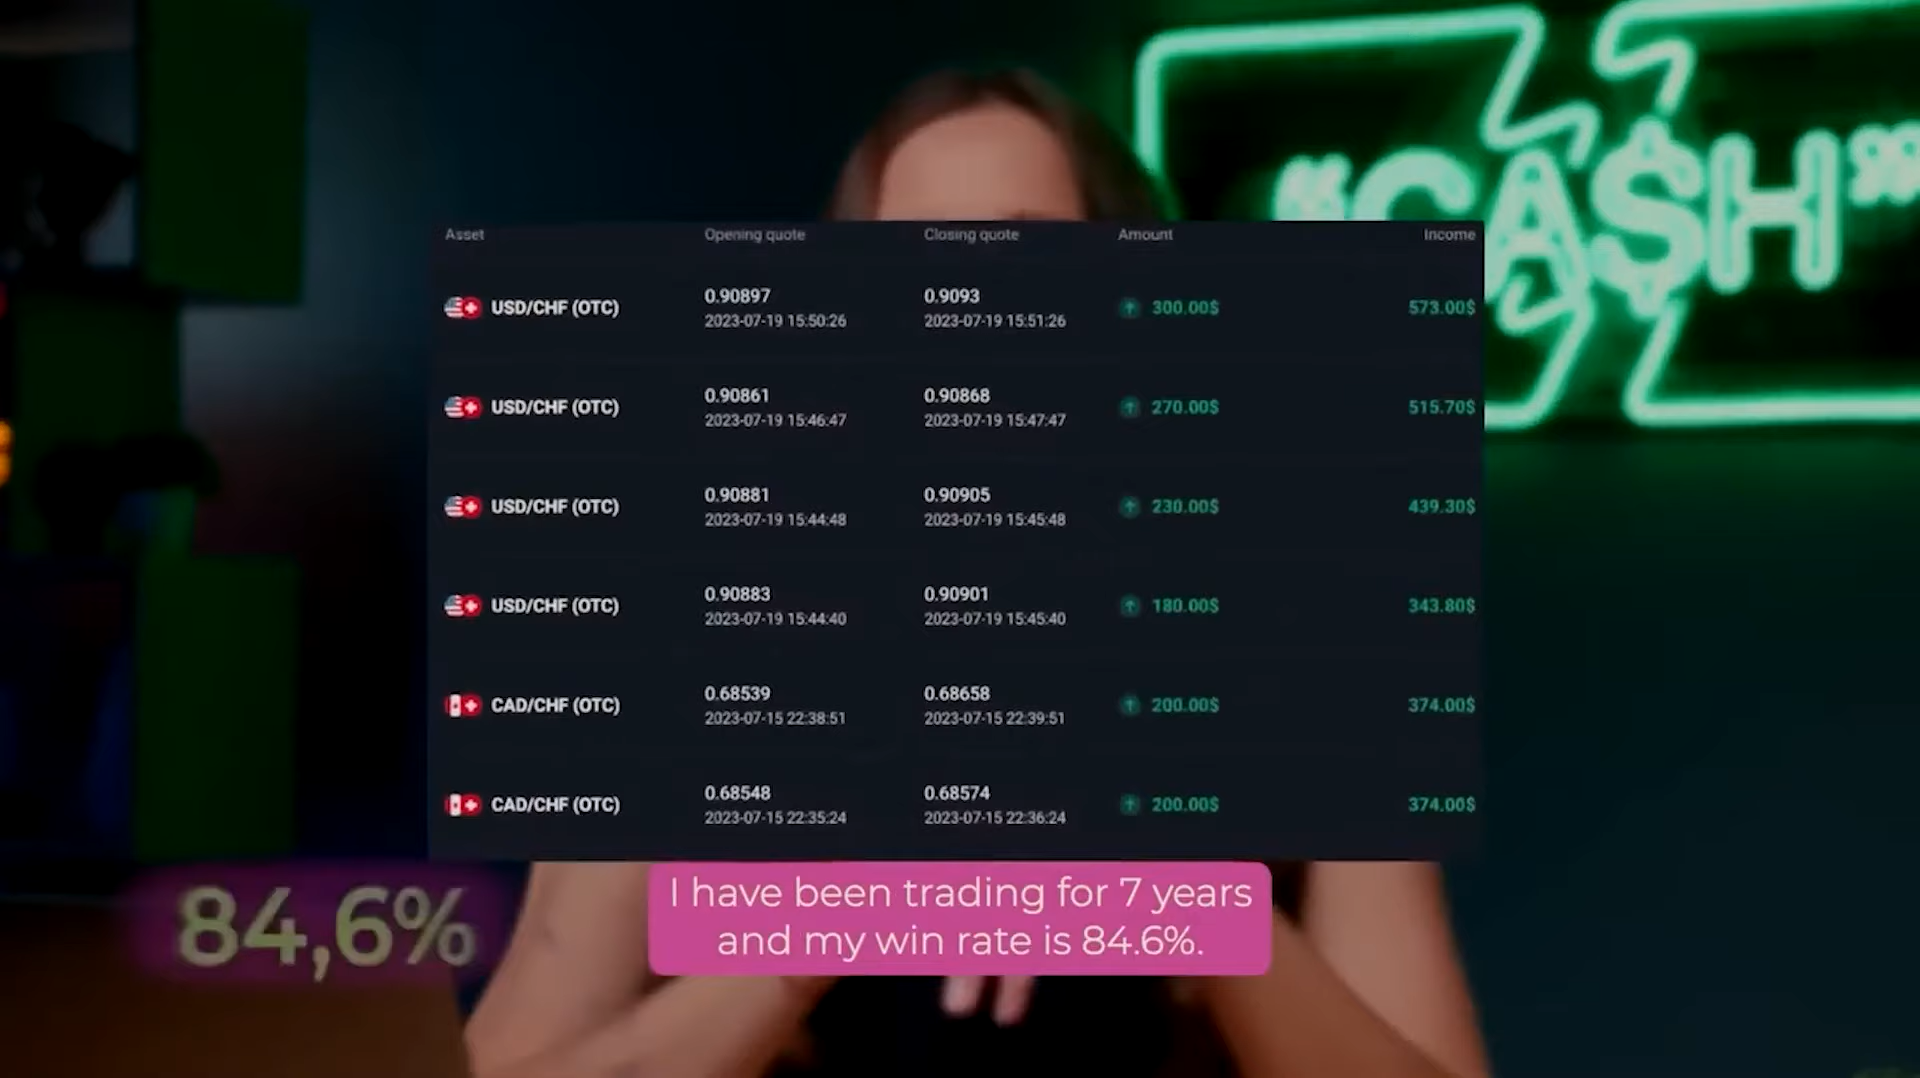 “CA$H”
Asset Opening quote Closing quote Amount Income
USD/CHF (OTC) 0.90897 0.9093 300.00$ 573.00$
2023-07-19 15:50:26 2023-07-19 15:51:26
USD/CHF (OTC) 0.90861 0.90868 270.00$ 515.70$
2023-07-19 15:46:47 2023-07-19 15:47:47
USD/CHF (OTC) 0.90881 0.90905 230.00$ 439.30$
2023-07-19 15:44:48 2023-07-19 15:45:48
USD/CHF (OTC) 0.90883 0.90901 180.00$ 343.80$
2023-07-19 15:44:40 2023-07-19 15:45:40
CAD/CHF (OTC) 0.68539 0.68658 200.00$ 374.00$
2023-07-15 22:38:51 2023-07-15 22:39:51
CAD/CHF (OTC) 0.68548 0.68574 200.00$ 374.00$
2023-07-15 22:35:24 2023-07-15 22:36:24
84,6%
I have been trading for 7 years
and my win rate is 84.6%.